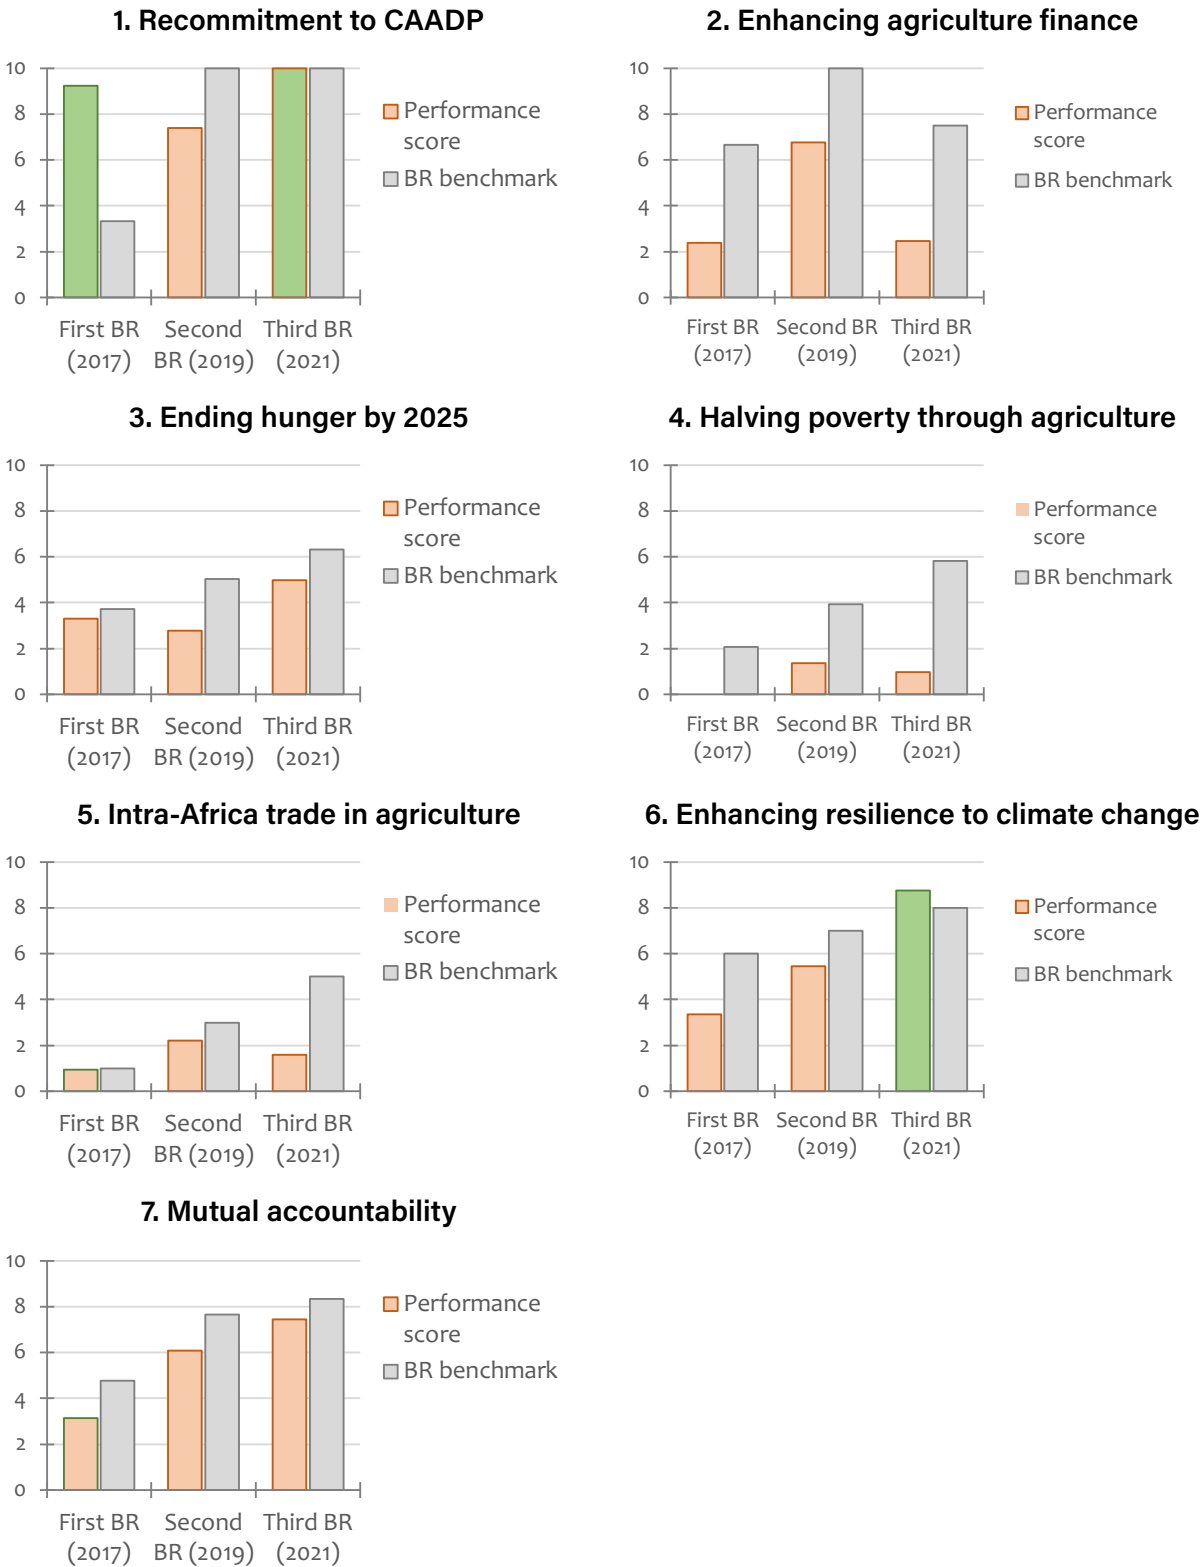 1. Recommitment to CAADP
10
8
6
4
2
0
First BR
(2017)
Second
BR (2019)
Third BR
(2021)
Performance
score
BR benchmark
2. Enhancing agriculture finance
10
8
6
4
2
0
First BR
(2017)
Second BR
(2019)
Third BR
(2021)
Performance
score
BR benchmark
3. Ending hunger by 2025
10
8
6
4
2
0
First BR
(2017)
Second
BR (2019)
Third BR
(2021)
Performance
score
BR benchmark
4. Halving poverty through agriculture
10
8
6
4
2
0
First BR
(2017)
Second BR
(2019)
Third BR
(2021)
Performance
score
BR benchmark
5. Intra-Africa trade in agriculture
10
8
6
4
2
0
First BR
(2017)
Second
BR (2019)
Third BR
(2021)
Performance
score
BR benchmark
6. Enhancing resilience to climate change
10
8
6
4
2
0
First BR
(2017)
Second BR
(2019)
Third BR
(2021)
Performance
score
BR benchmark
7. Mutual accountability
10
8
6
4
2
0
First BR
(2017)
Second
BR (2019)
Third BR
(2021)
Performance
score
BR benchmark